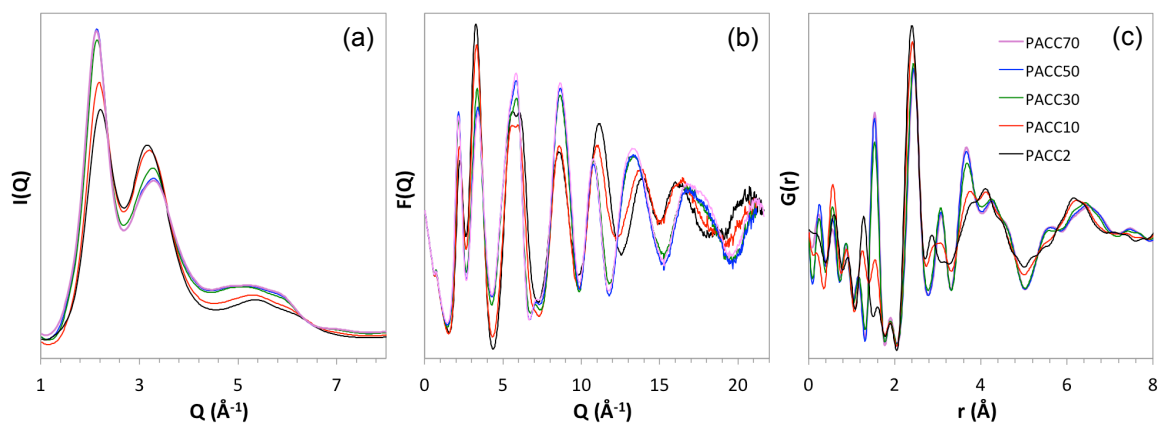 (a)
I(Q)
1 3 5 7
Q (Å⁻¹)
(b)
F(Q)
0 5 10 15 20
Q (Å⁻¹)
(c)
PACC70
PACC50
PACC30
PACC10
PACC2
G(r)
0 2 4 6 8
r (Å)